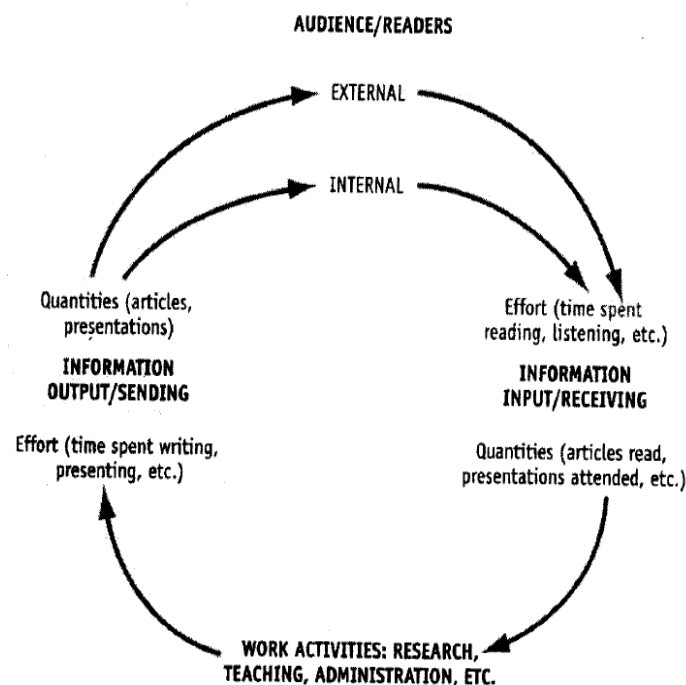 AUDIENCE/READERS
EXTERNAL
INTERNAL
Quantities (articles,
presentations)
INFORMATION
OUTPUT/SENDING
Effort (time spent writing,
presenting, etc.)
Effort (time spent
reading, listening, etc.)
INFORMATION
INPUT/RECEIVING
Quantities (articles read,
presentations attended, etc.)
WORK ACTIVITIES: RESEARCH,
TEACHING, ADMINISTRATION, ETC.